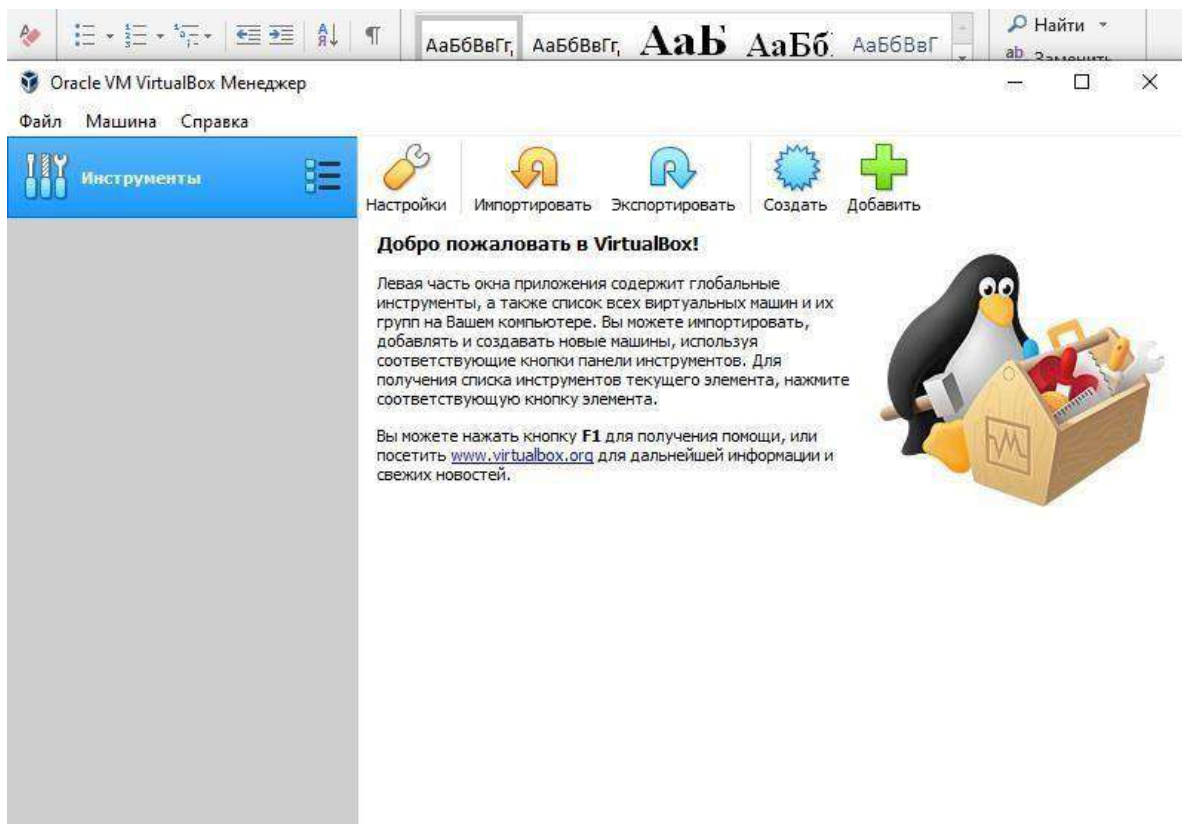 АаБбВвГг,
АаБбВвГг,
АаБ
АаБб
АаБбВвГ
Найти
Заменить
Oracle VM VirtualBox Менеджер
Файл Машина Справка
Инструменты
Настройки
Импортировать
Экспортировать
Создать
Добавить
Добро пожаловать в VirtualBox!
Левая часть окна приложения содержит глобальные
инструменты, а также список всех виртуальных машин и их
групп на Вашем компьютере. Вы можете импортировать,
добавлять и создавать новые машины, используя
соответствующие кнопки панели инструментов. Для
получения списка инструментов текущего элемента, нажмите
соответствующую кнопку элемента.
Вы можете нажать кнопку F1 для получения помощи, или
посетить www.virtualbox.org для дальнейшей информации и
свежих новостей.